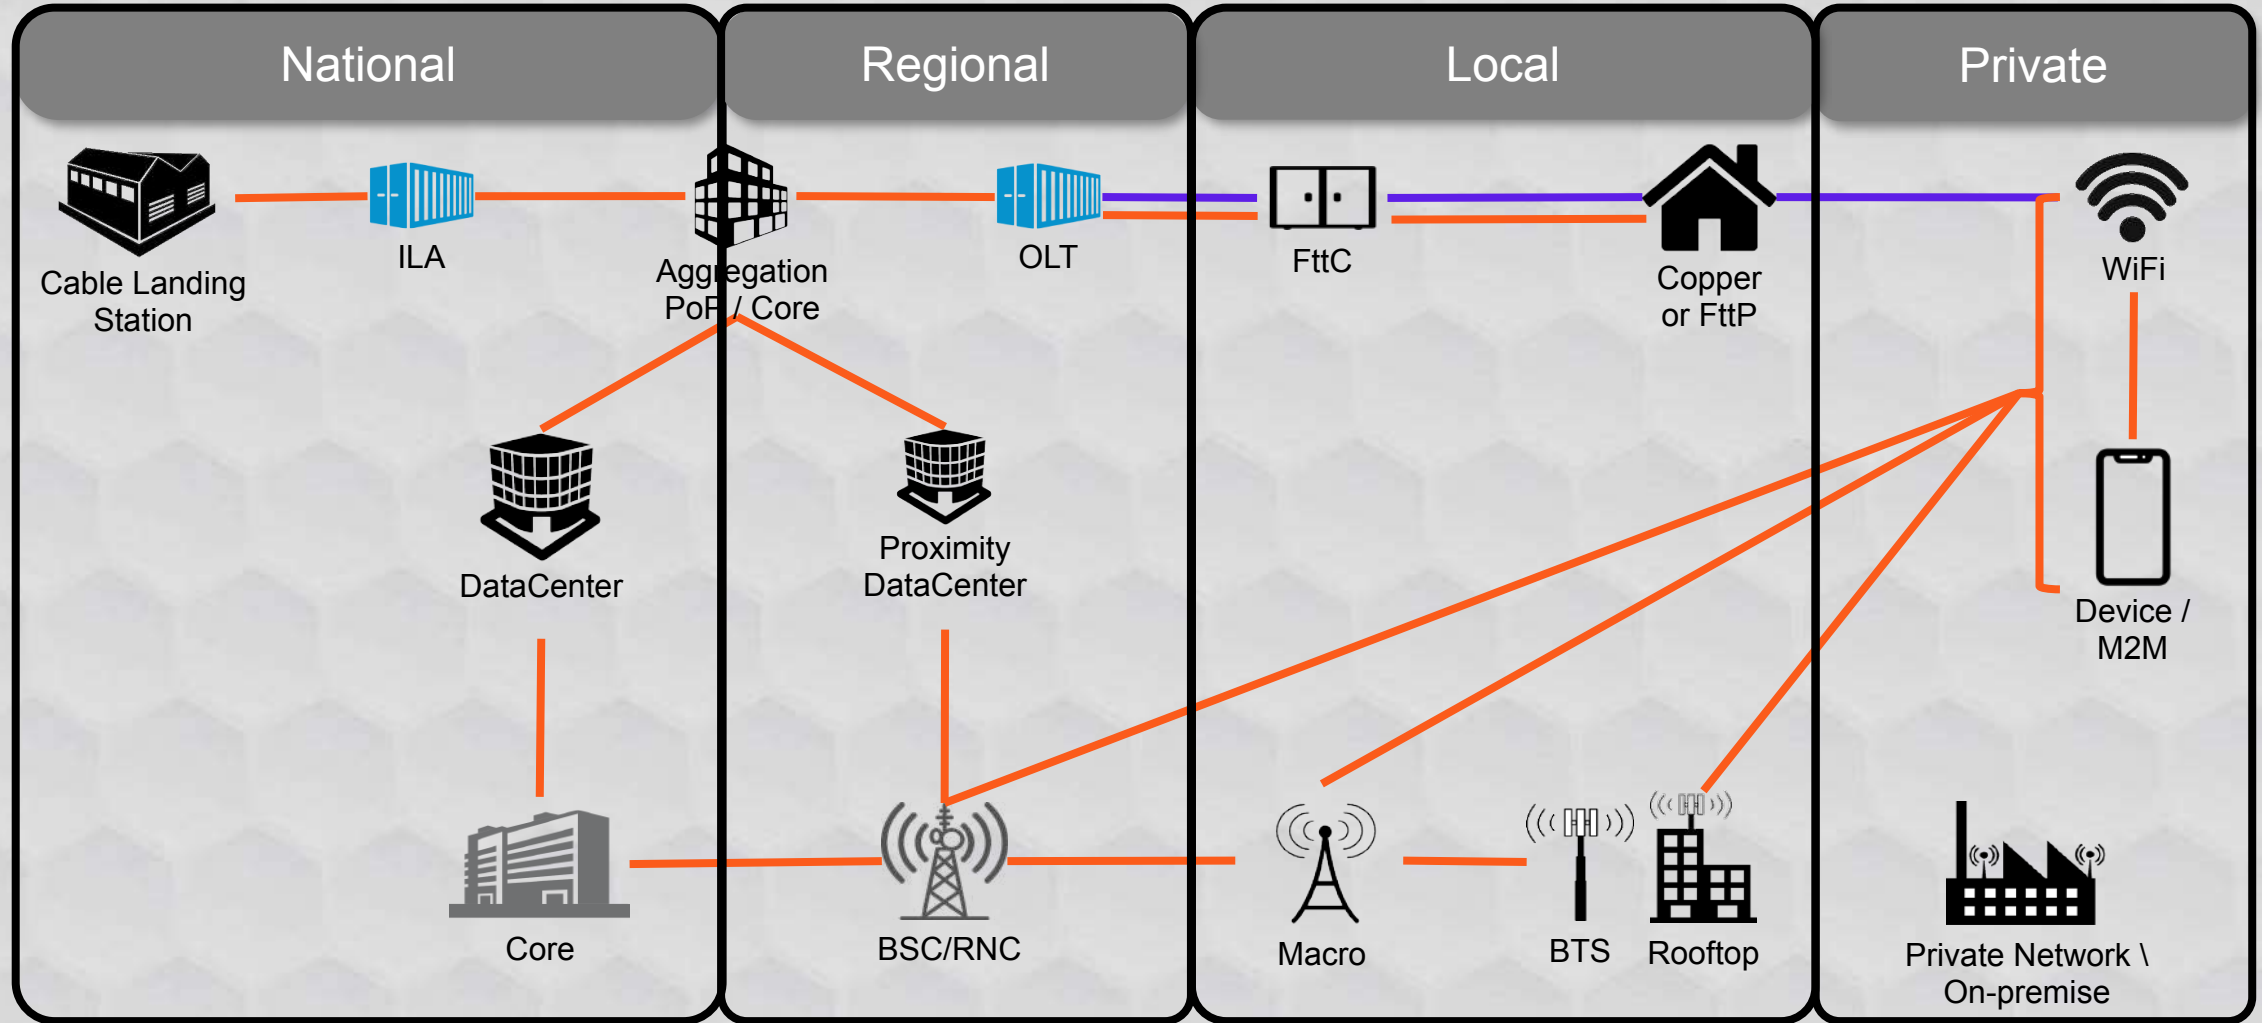 National
Regional
Local
Private
Cable Landing
Station
ILA
Aggregation
PoP / Core
OLT
FttC
Copper
or FttP
WiFi
DataCenter
Proximity
DataCenter
Device /
M2M
Core
BSC/RNC
Macro
BTS
Rooftop
Private Network \
On-premise